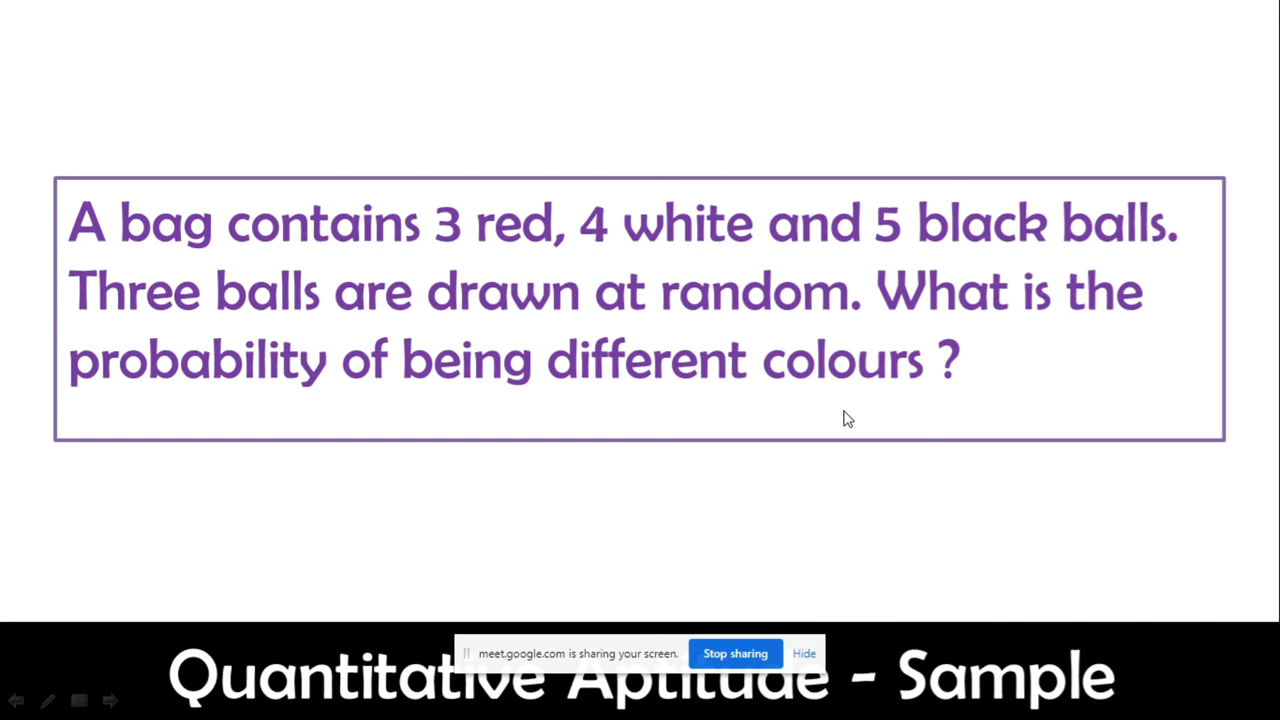 A bag contains 3 red, 4 white and 5 black balls.
Three balls are drawn at random. What is the
probability of being different colours ?
meet.google.com is sharing your screen. Stop sharing Hide
Quantitative Aptitude - Sample